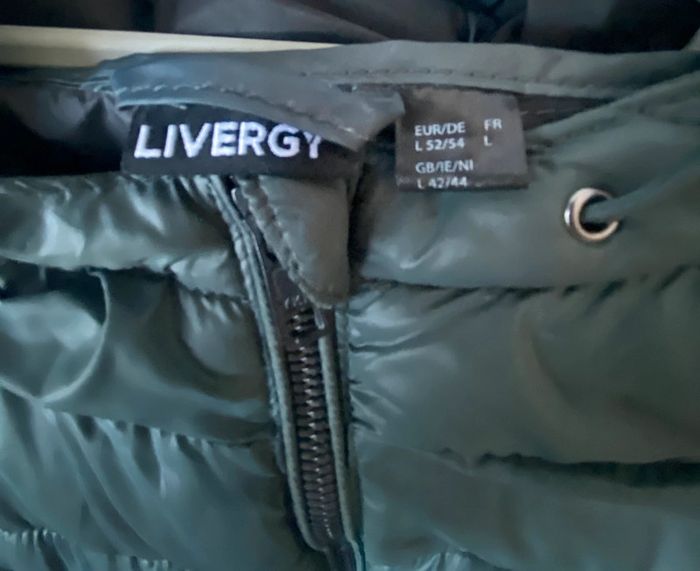 LIVERGY
EUR/DE FR
L 52/54 L
GB/IE/NI
L 42/44